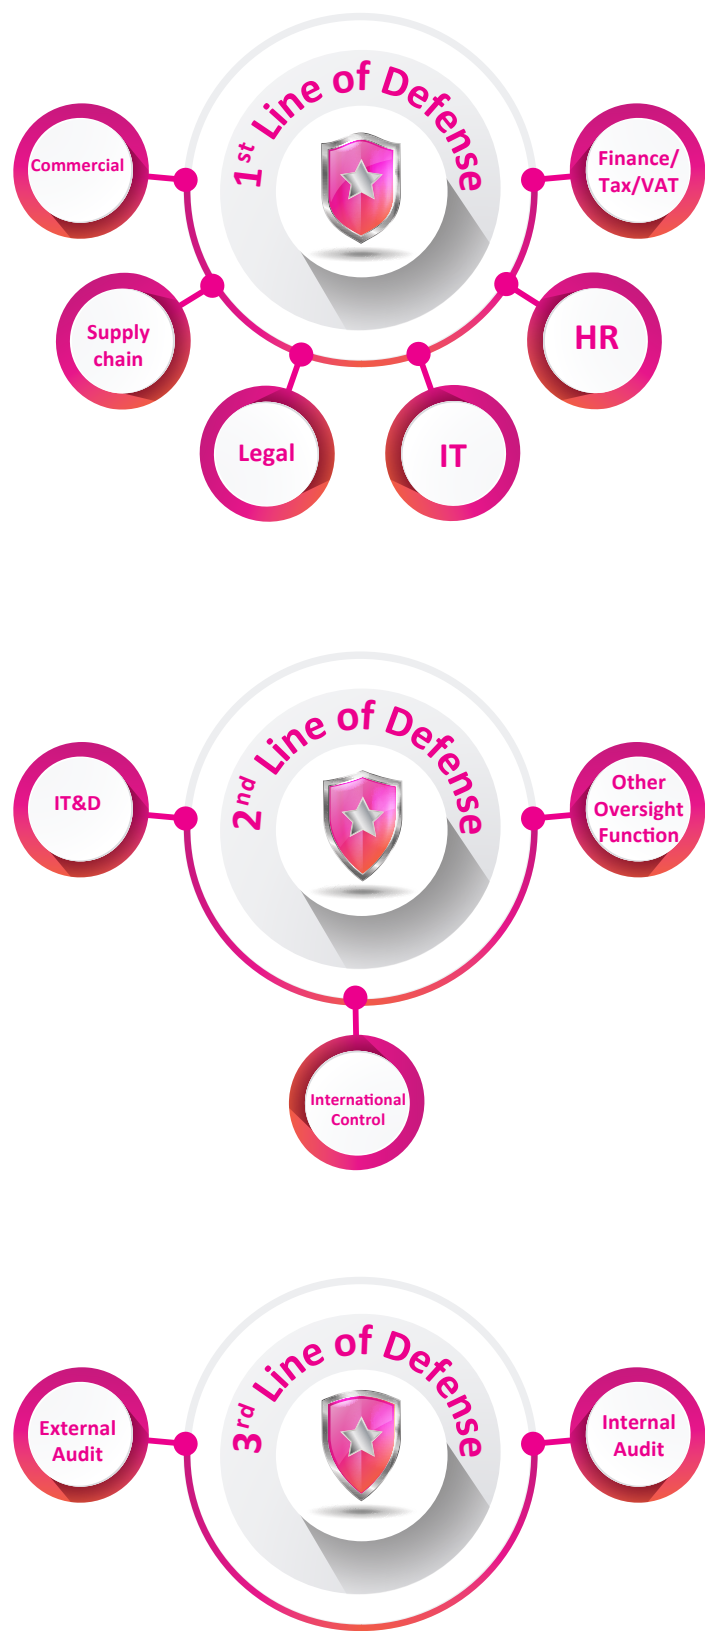 1st Line of Defense
Commercial
Finance/
Tax/VAT
Supply
chain
HR
Legal
IT
2nd Line of Defense
IT&D
Other
Oversight
Function
International
Control
3rd Line of Defense
External
Audit
Internal
Audit